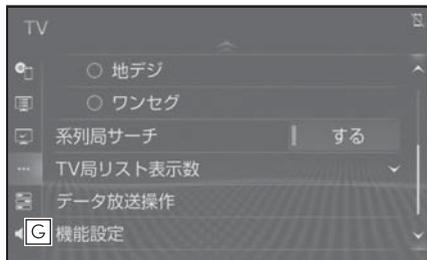 TV
地デジ
ワンセグ
系列局サーチ する
TV局リスト表示数
データ放送操作
G 機能設定